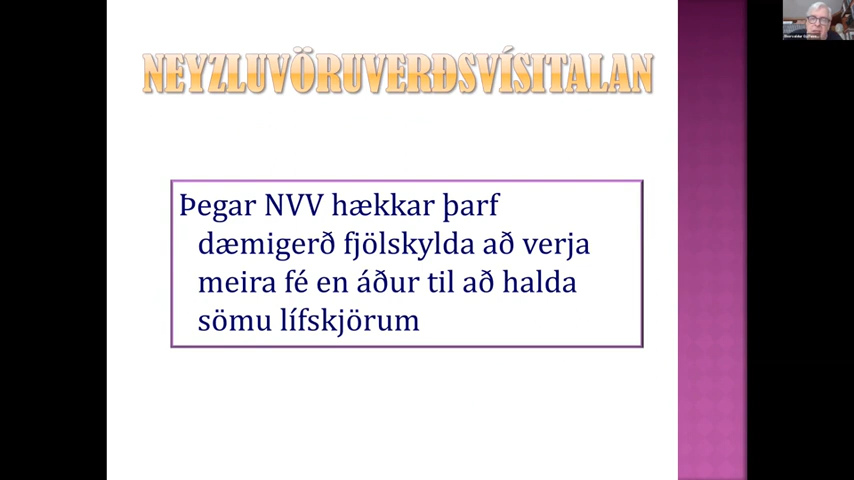 NEYZLUVÖRUVERÐSVÍSITALAN
Þegar NVV hækkar þarf
dæmigerð fjölskylda að verja
meira fé en áður til að halda
sömu lífskjörum